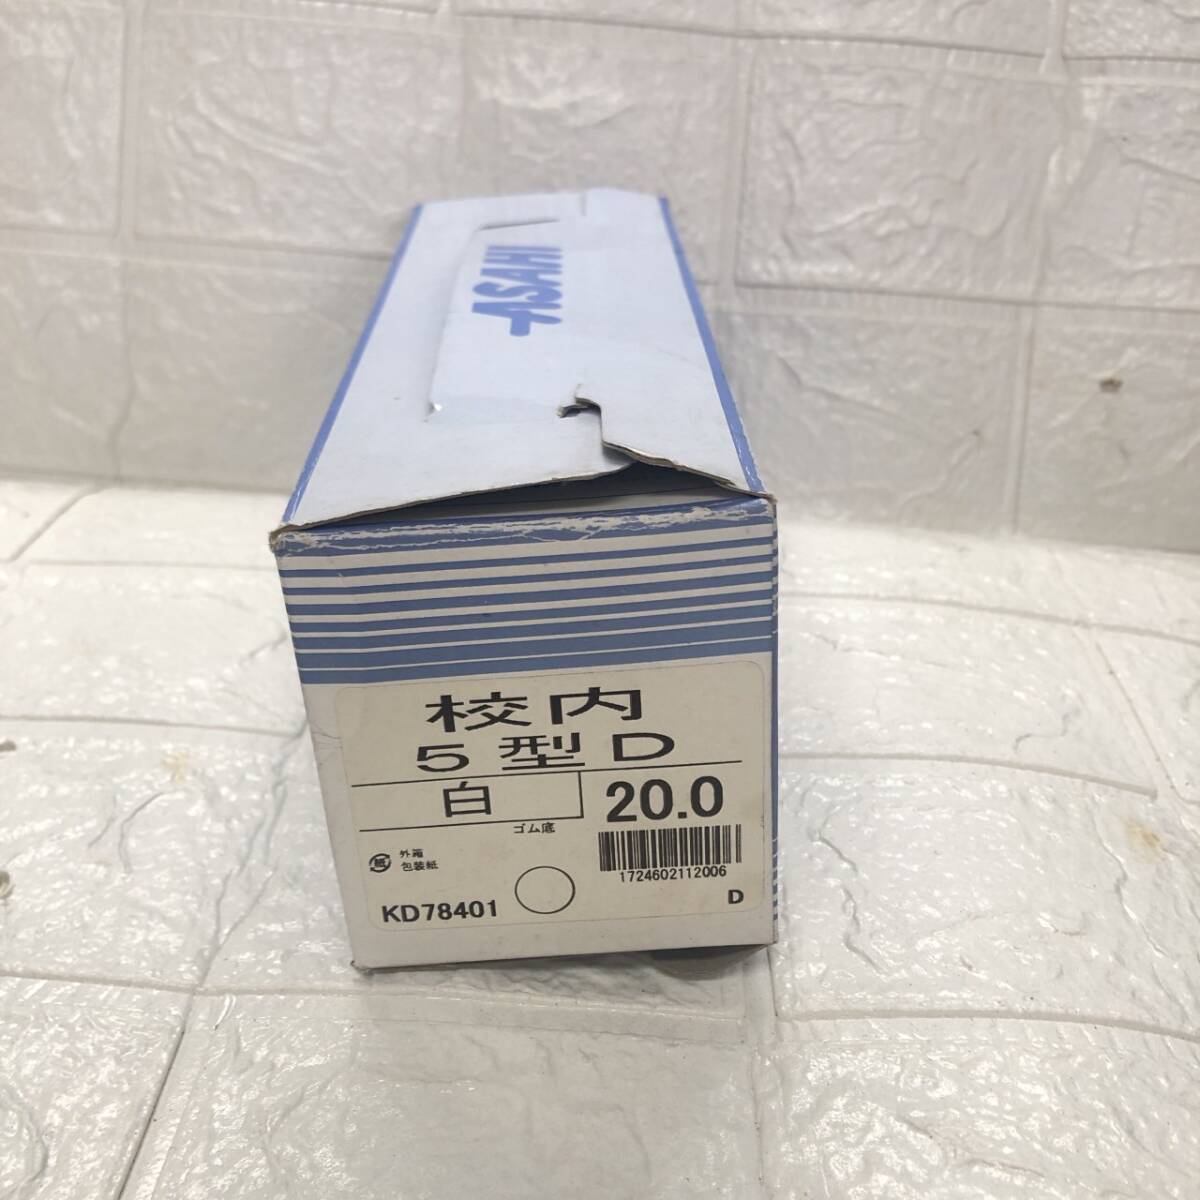 ASAHI
校内
5型D
白
20.0
ゴム底
紙
外箱
包装紙
1724602112006
KD78401
D